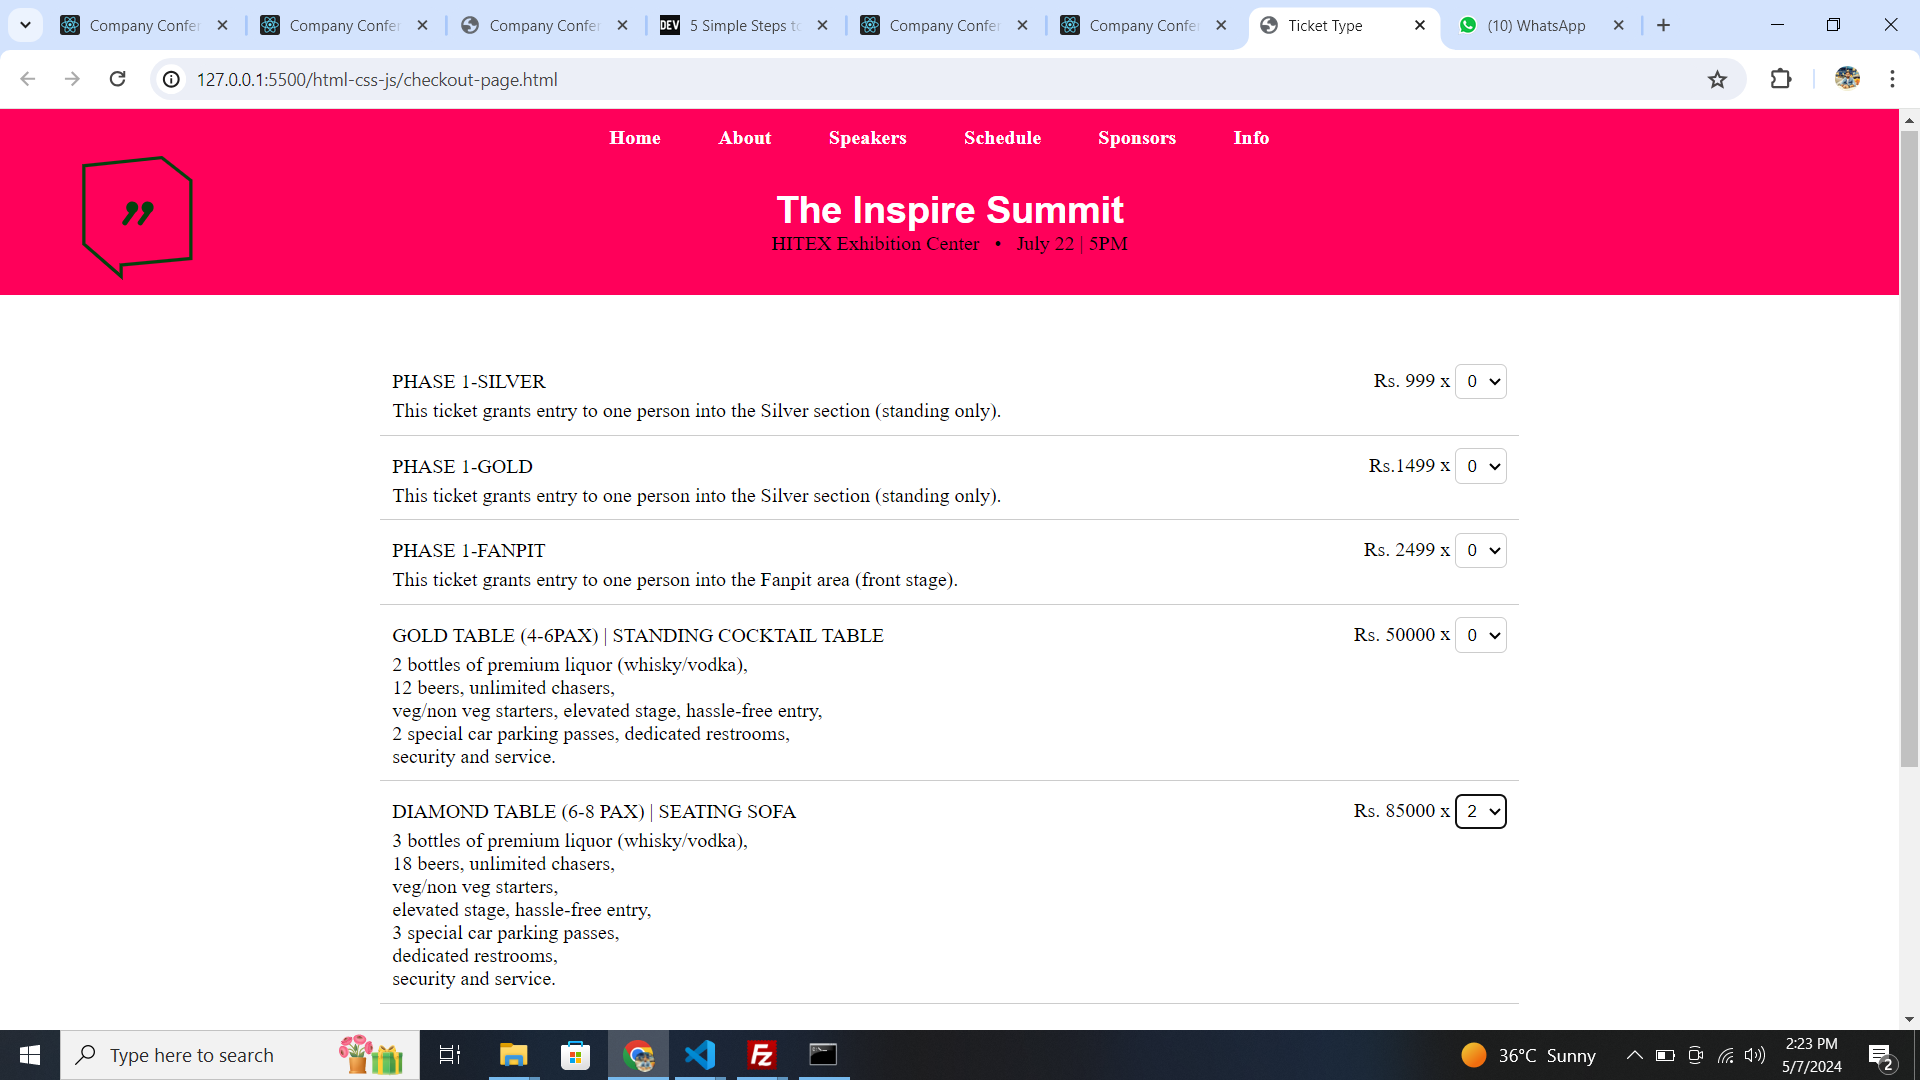 Company Confer
Company Confer
Company Confer
DEV 5 Simple Steps to
Company Confer
Company Confer
Ticket Type
(10) WhatsApp
127.0.0.1:5500/html-css-js/checkout-page.html
Home About Speakers Schedule Sponsors Info
”
The Inspire Summit
HITEX Exhibition Center • July 22 | 5PM
PHASE 1-SILVER Rs. 999 x 0
This ticket grants entry to one person into the Silver section (standing only).
PHASE 1-GOLD Rs.1499 x 0
This ticket grants entry to one person into the Silver section (standing only).
PHASE 1-FANPIT Rs. 2499 x 0
This ticket grants entry to one person into the Fanpit area (front stage).
GOLD TABLE (4-6PAX) | STANDING COCKTAIL TABLE Rs. 50000 x 0
2 bottles of premium liquor (whisky/vodka),
12 beers, unlimited chasers,
veg/non veg starters, elevated stage, hassle-free entry,
2 special car parking passes, dedicated restrooms,
security and service.
DIAMOND TABLE (6-8 PAX) | SEATING SOFA Rs. 85000 x 2
3 bottles of premium liquor (whisky/vodka),
18 beers, unlimited chasers,
veg/non veg starters,
elevated stage, hassle-free entry,
3 special car parking passes,
dedicated restrooms,
security and service.
Type here to search
Fz
36°C Sunny
2:23 PM
5/7/2024
2